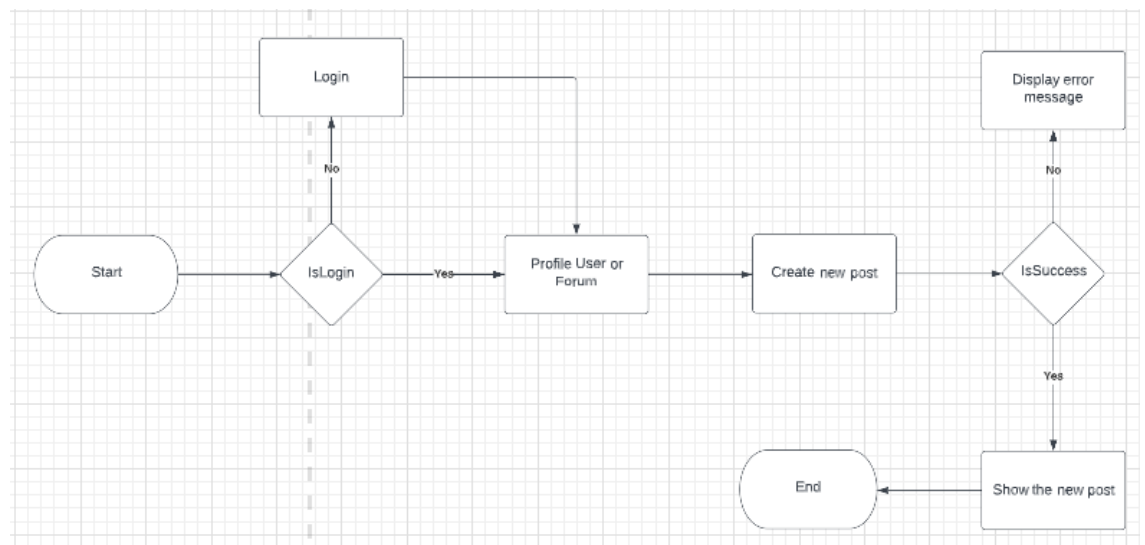 Login
Display error
message
No
No
Start
IsLogin
Yes
Profile User or
Forum
Create new post
IsSuccess
Yes
End
Show the new post